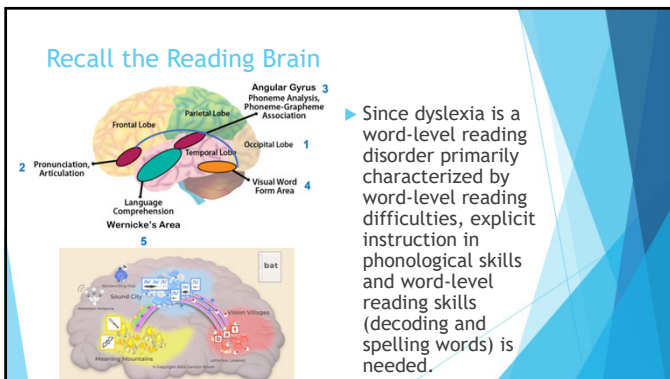 Recall the Reading Brain
Angular Gyrus 3
Phoneme Analysis,
Phoneme-Grapheme
Association
Parietal Lobe
Frontal Lobe
Occipital Lobe 1
Temporal Lobe
2 Pronunciation,
Articulation
Visual Word
Form Area
4
Language
Comprehension
Wernicke's Area
5
bat
Sound City
Vision Villages
Meaning Mountains
Since dyslexia is a
word-level reading
disorder primarily
characterized by
word-level reading
difficulties, explicit
instruction in
phonological skills
and word-level
reading skills
(decoding and
spelling words) is
needed.